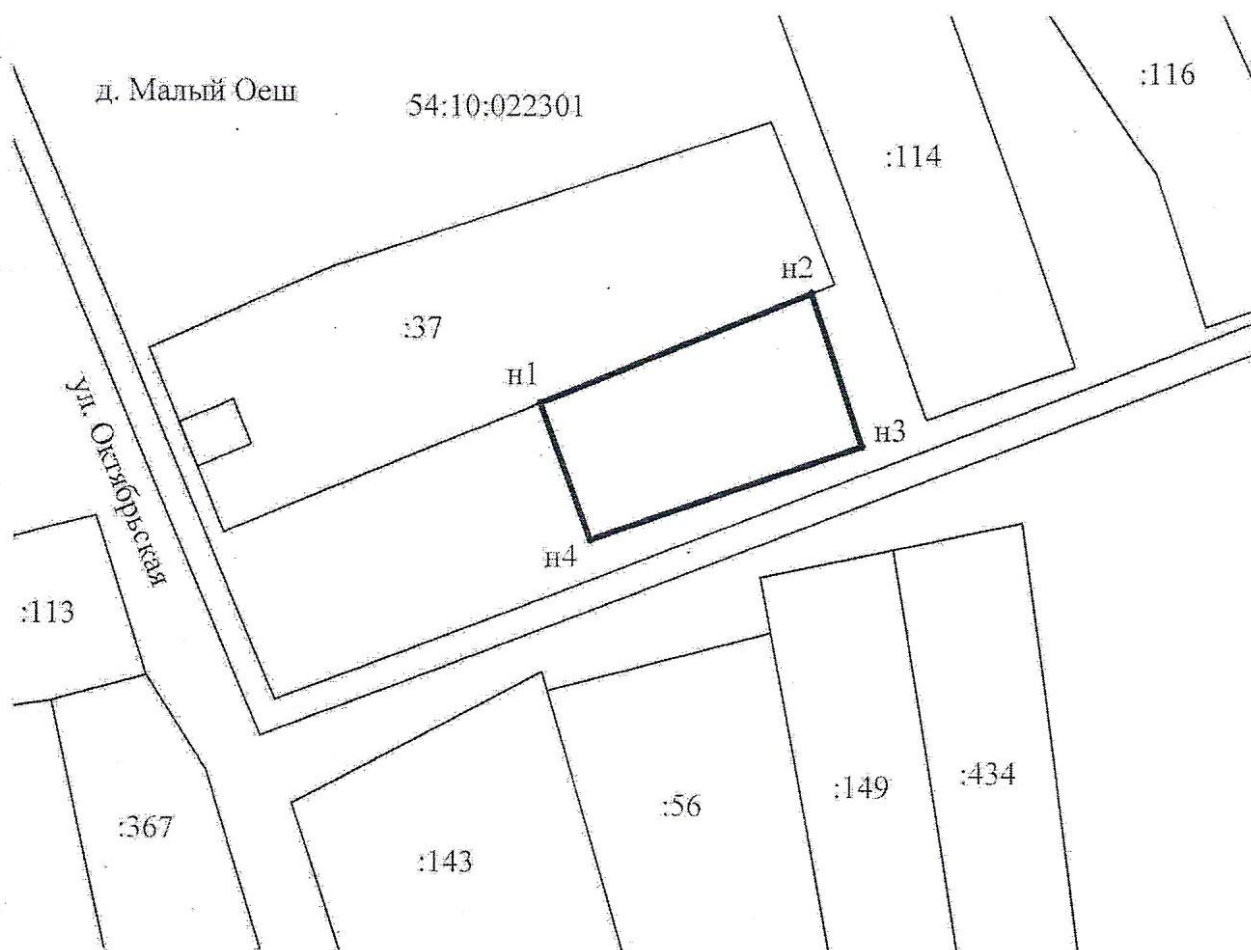 д. Малый Оеш
54:10:022301
:116
:114
н2
:37
н1
ул. Октябрьская
н3
н4
:113
:149
:434
:56
:367
:143